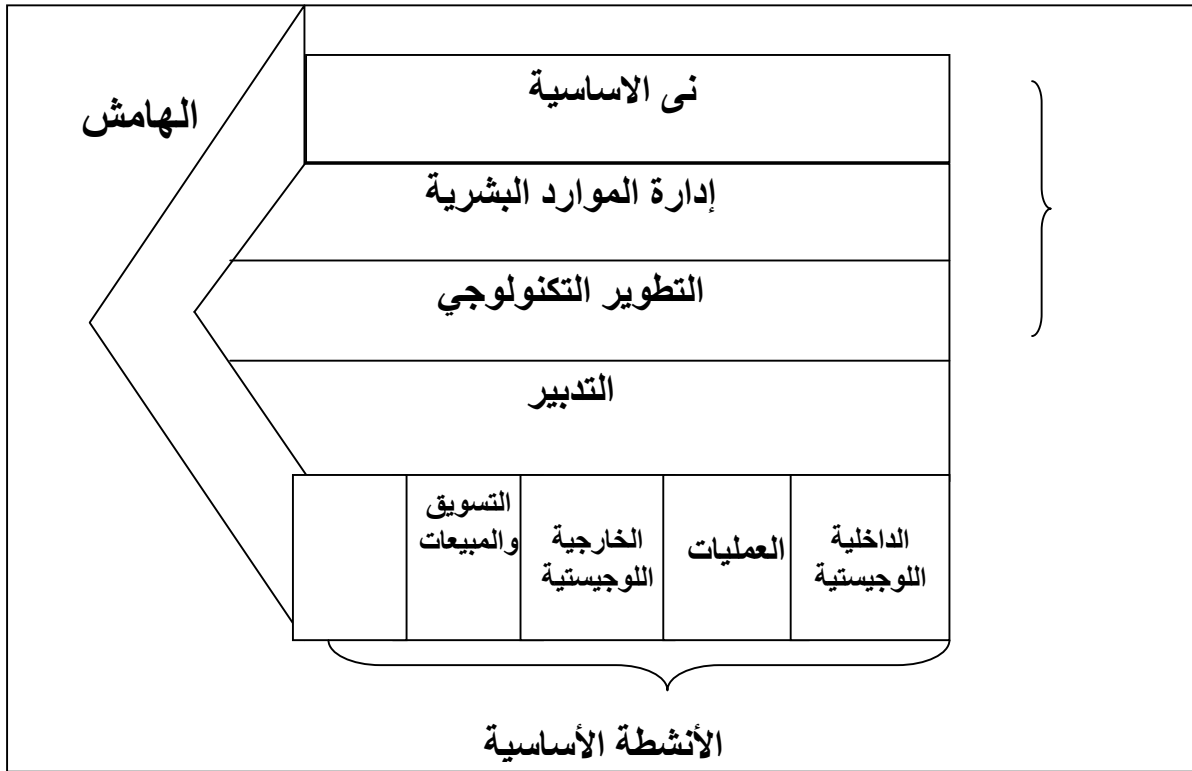 نى الاساسية
الهامش
إدارة الموارد البشرية
التطوير التكنولوجي
التدبير
الداخلية
اللوجيستية
العمليات
الخارجية
اللوجيستية
التسويق
والمبيعات
الأنشطة الأساسية